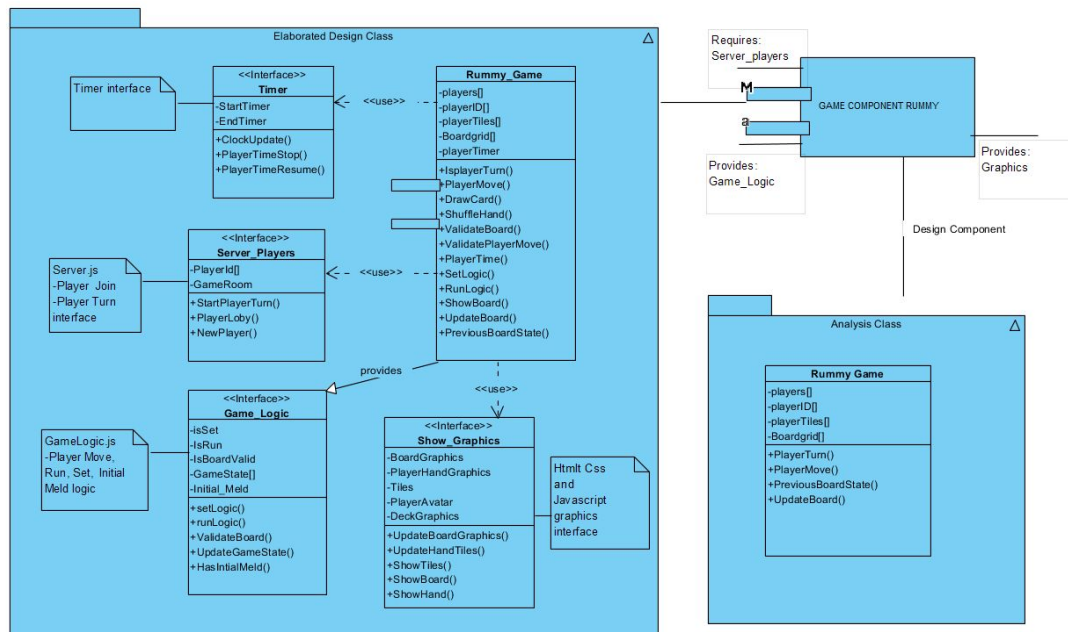 Elaborated Design Class
Timer interface
<<Interface>>
Timer
-StartTimer
-EndTimer
+ClockUpdate()
+PlayerTimeStop()
+PlayerTimeResume()
<<use>>
Rummy_Game
-players[]
-playerID[]
-playerTiles[]
-Boardgrid[]
-playerTimer
+IsplayerTurn()
+PlayerMove()
+DrawCard()
+ShuffleHand()
+ValidateBoard()
+ValidatePlayerMove()
+PlayerTime()
+SetLogic()
+RunLogic()
+ShowBoard()
+UpdateBoard()
+PreviousBoardState()
Server.js
-Player Join
-Player Turn
interface
<<Interface>>
Server_Players
-PlayerId[]
-GameRoom
+StartPlayerTurn()
+PlayerLoby()
+NewPlayer()
<<use>>
provides
<<use>>
GameLogic.js
-Player Move,
Run, Set, Initial
Meld logic
<<Interface>>
Game_Logic
-isSet
-IsRun
-IsBoardValid
-GameState[]
-Initial_Meld
+setLogic()
+runLogic()
+ValidateBoard()
+UpdateGameState()
+HasIntialMeld()
<<Interface>>
Show_Graphics
-BoardGraphics
-PlayerHandGraphics
-Tiles
-PlayerAvatar
-DeckGraphics
+UpdateBoardGraphics()
+UpdateHandTiles()
+ShowTiles()
+ShowBoard()
+ShowHand()
Htmlt Css
and
Javascript
graphics
interface
Requires:
Server_players
M
a
GAME COMPONENT RUMMY
Provides:
Game_Logic
Provides:
Graphics
Design Component
Analysis Class
Rummy Game
-players[]
-playerID[]
-playerTiles[]
-Boardgrid[]
+PlayerTurn()
+PlayerMove()
+PreviousBoardState()
+UpdateBoard()